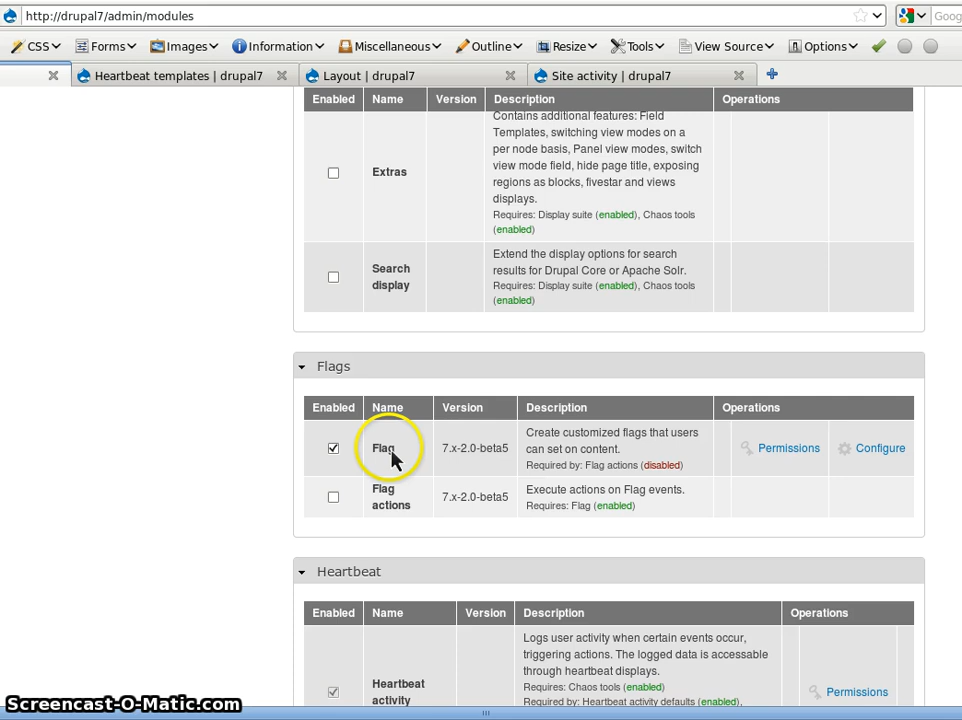 http://drupal7/admin/modules
Goog
CSS Forms Images Information Miscellaneous Outline Resize Tools View Source Options
Heartbeat templates | drupal7 Layout | drupal7 Site activity | drupal7
Enabled Name Version Description Operations
Contains additional features: Field
Templates, switching view modes on a
per node basis, Panel view modes, switch
view mode field, hide page title, exposing
regions as blocks, fivestar and views
displays.
Requires: Display suite (enabled), Chaos tools
(enabled)
Extras
Extend the display options for search
results for Drupal Core or Apache Solr.
Requires: Display suite (enabled), Chaos tools
(enabled)
Search
display
Flags
Enabled Name Version Description Operations
Flag 7.x-2.0-beta5
Create customized flags that users
can set on content.
Required by: Flag actions (disabled)
Permissions Configure
Flag
actions
7.x-2.0-beta5
Execute actions on Flag events.
Requires: Flag (enabled)
Heartbeat
Enabled Name Version Description Operations
Logs user activity when certain events occur,
triggering actions. The logged data is accessable
through heartbeat displays.
Requires: Chaos tools (enabled)
Required by: Heartbeat activity defaults (enabled),
Heartbeat
activity
Permissions
Screencast-O-Matic.com